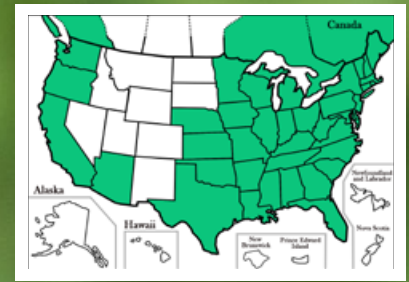 Canada
Newfoundland
and Labrador
Alaska
Hawaii
Nova Scotia
New
Brunswick
Prince Edward
Island